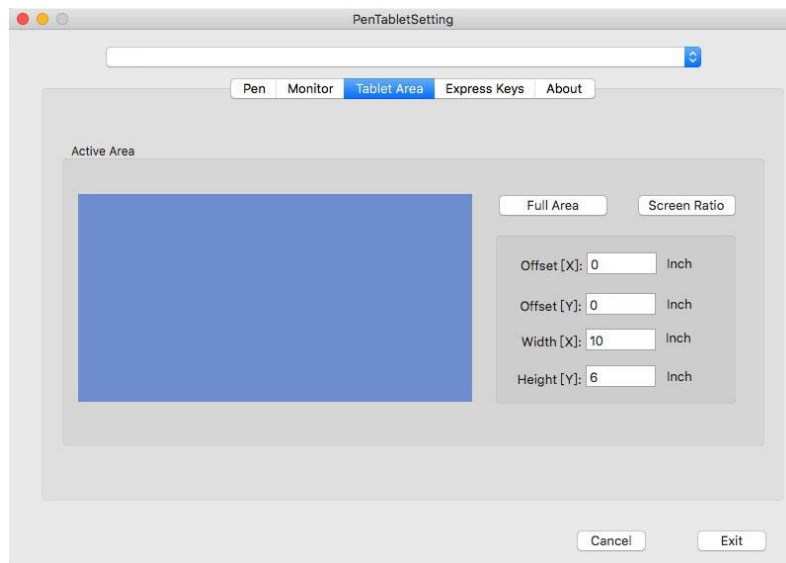 PenTabletSetting
Pen Monitor Tablet Area Express Keys About
Active Area
Full Area Screen Ratio
Offset [X]: 0 Inch
Offset [Y]: 0 Inch
Width [X]: 10 Inch
Height [Y]: 6 Inch
Cancel Exit